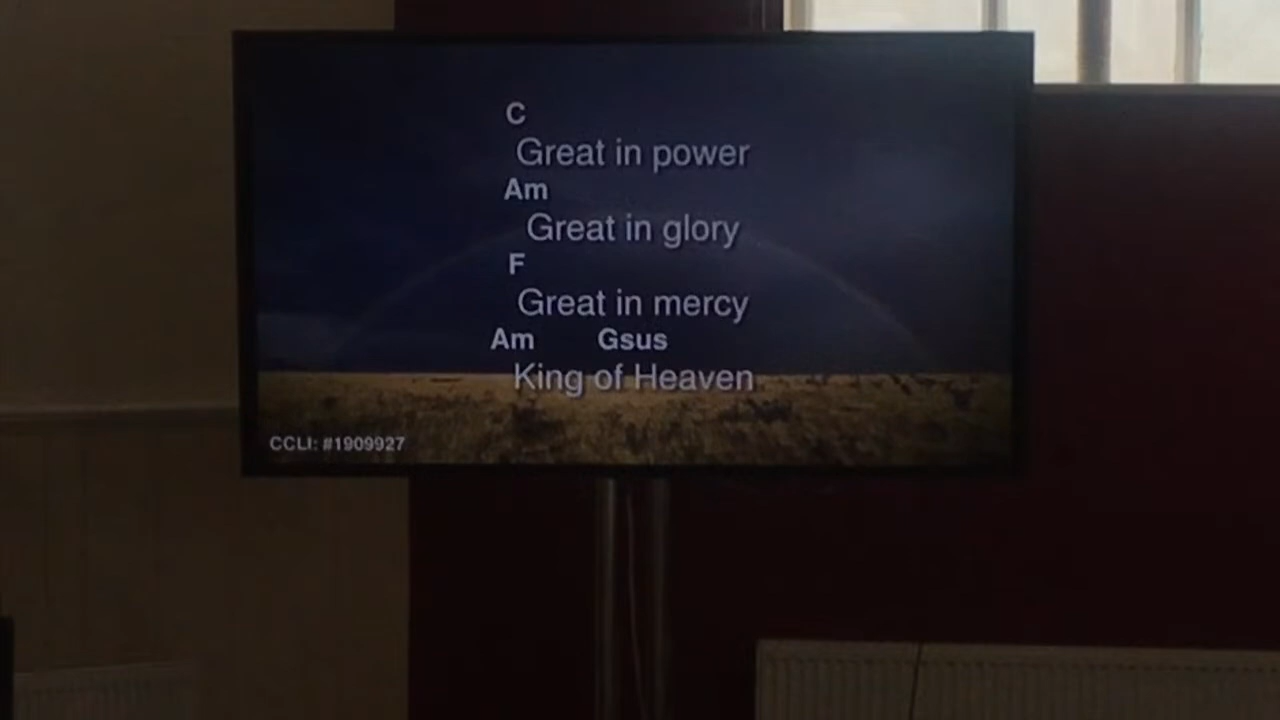 C
Great in power
Am
Great in glory
F
Great in mercy
Am Gsus
King of Heaven
CCLI: #1909927